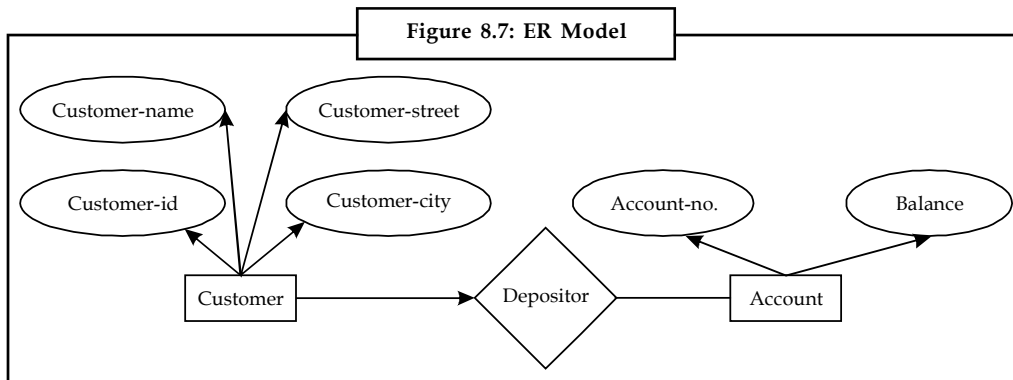 Figure 8.7: ER Model
Customer-name
Customer-street
Customer-id
Customer-city
Account-no.
Balance
Customer
Depositor
Account